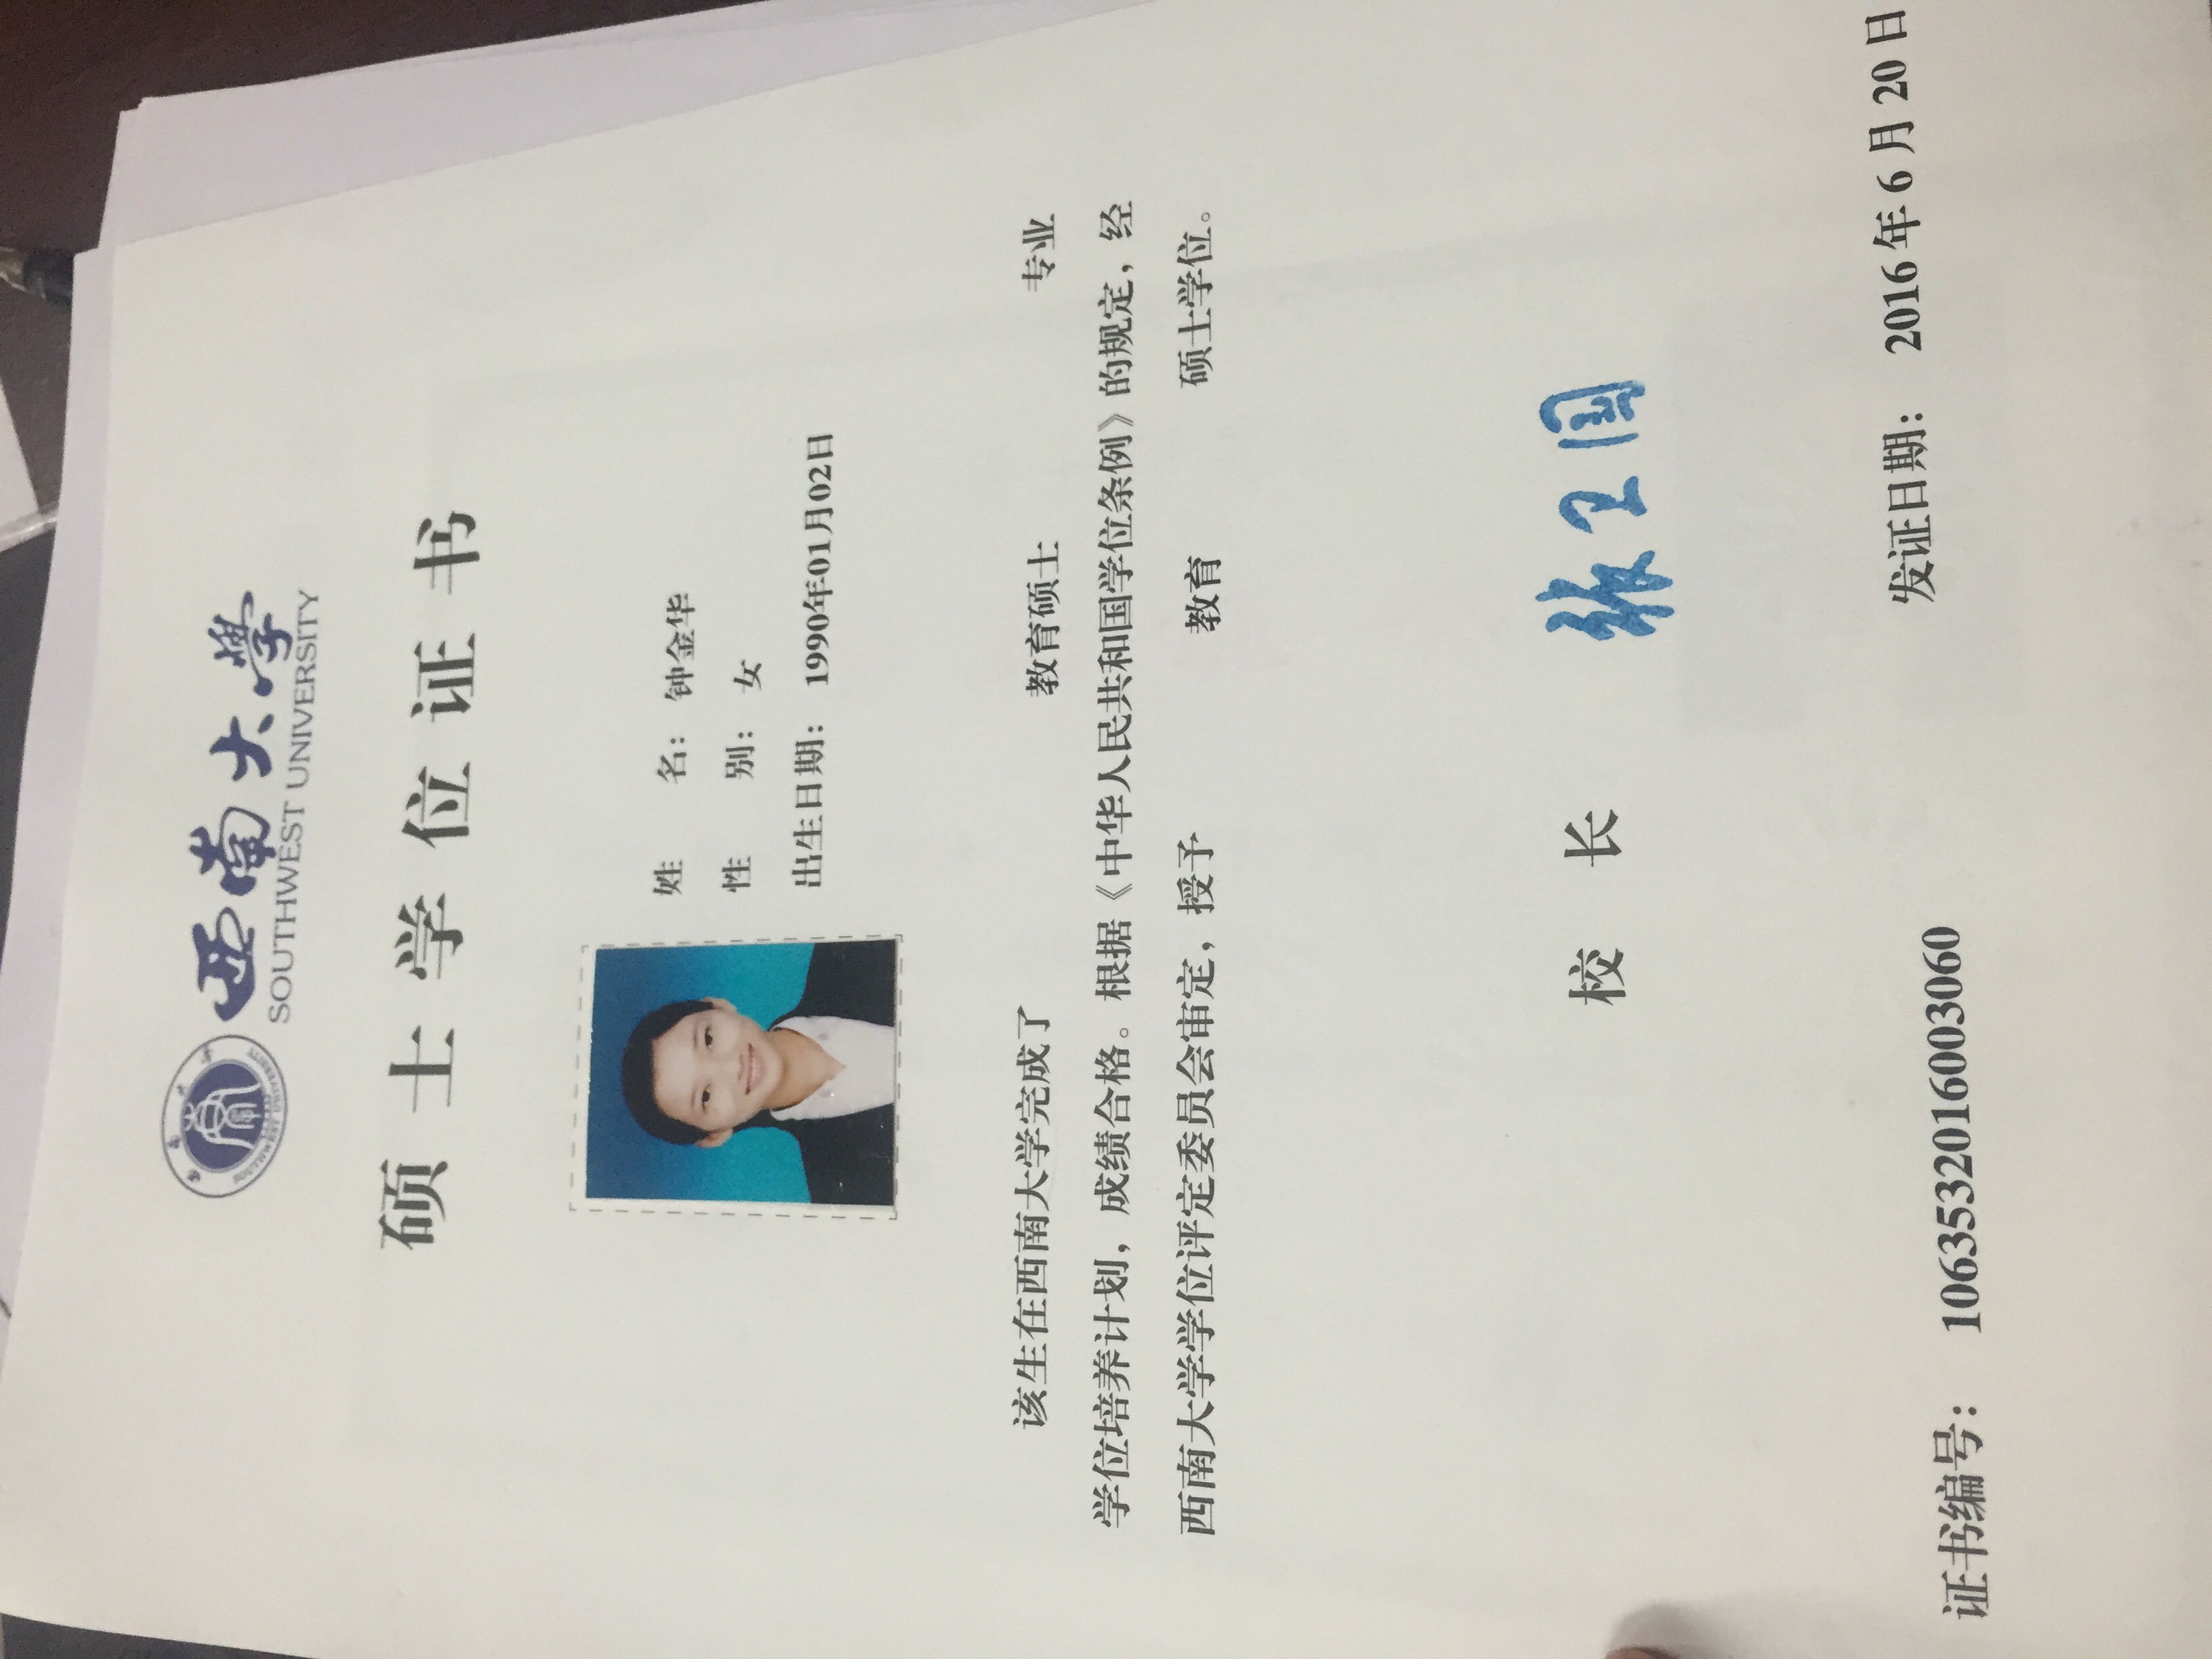 西南大學
SOUTHWEST UNIVERSITY
硕士学位证书
姓 名： 钟金华
性 别： 女
出生日期： 1990年01月02日
该生在西南大学完成了 教育硕士 专业
学位培养计划，成绩合格。根据《中华人民共和国学位条例》的规定，经
西南大学学位评定委员会审定，授予 教育 硕士学位。
校 长 张卫国
发证日期： 2016年6月20日
证书编号： 1063532016003060